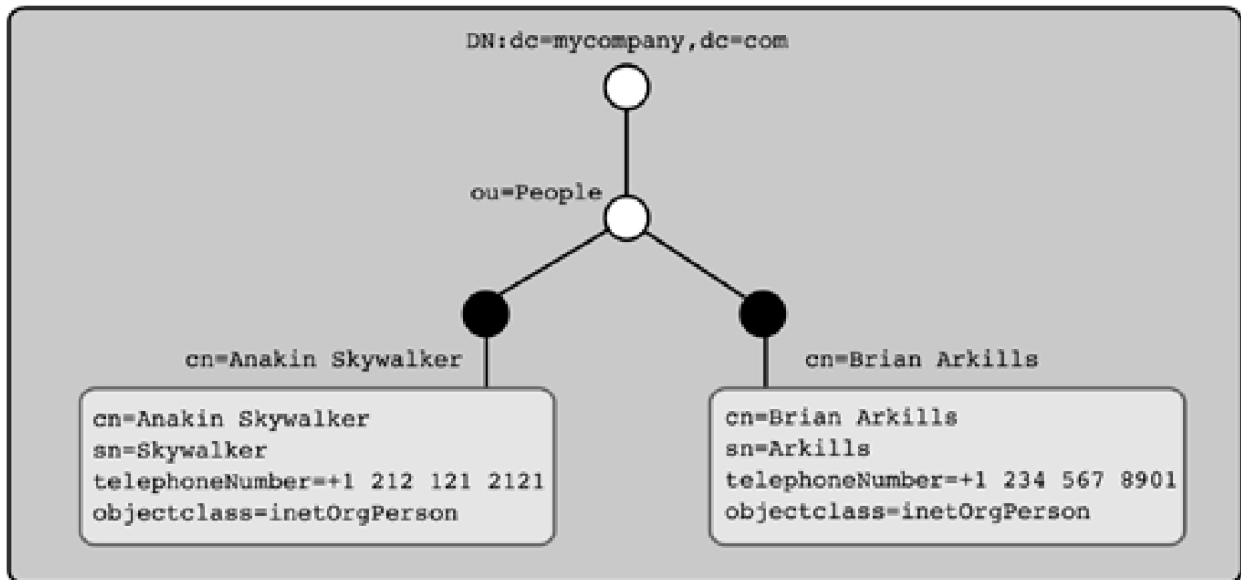 DN:dc=mycompany,dc=com
ou=People
cn=Anakin Skywalker
cn=Brian Arkills
cn=Anakin Skywalker
sn=Skywalker
telephoneNumber=+1 212 121 2121
objectclass=inetOrgPerson
cn=Brian Arkills
sn=Arkills
telephoneNumber=+1 234 567 8901
objectclass=inetOrgPerson